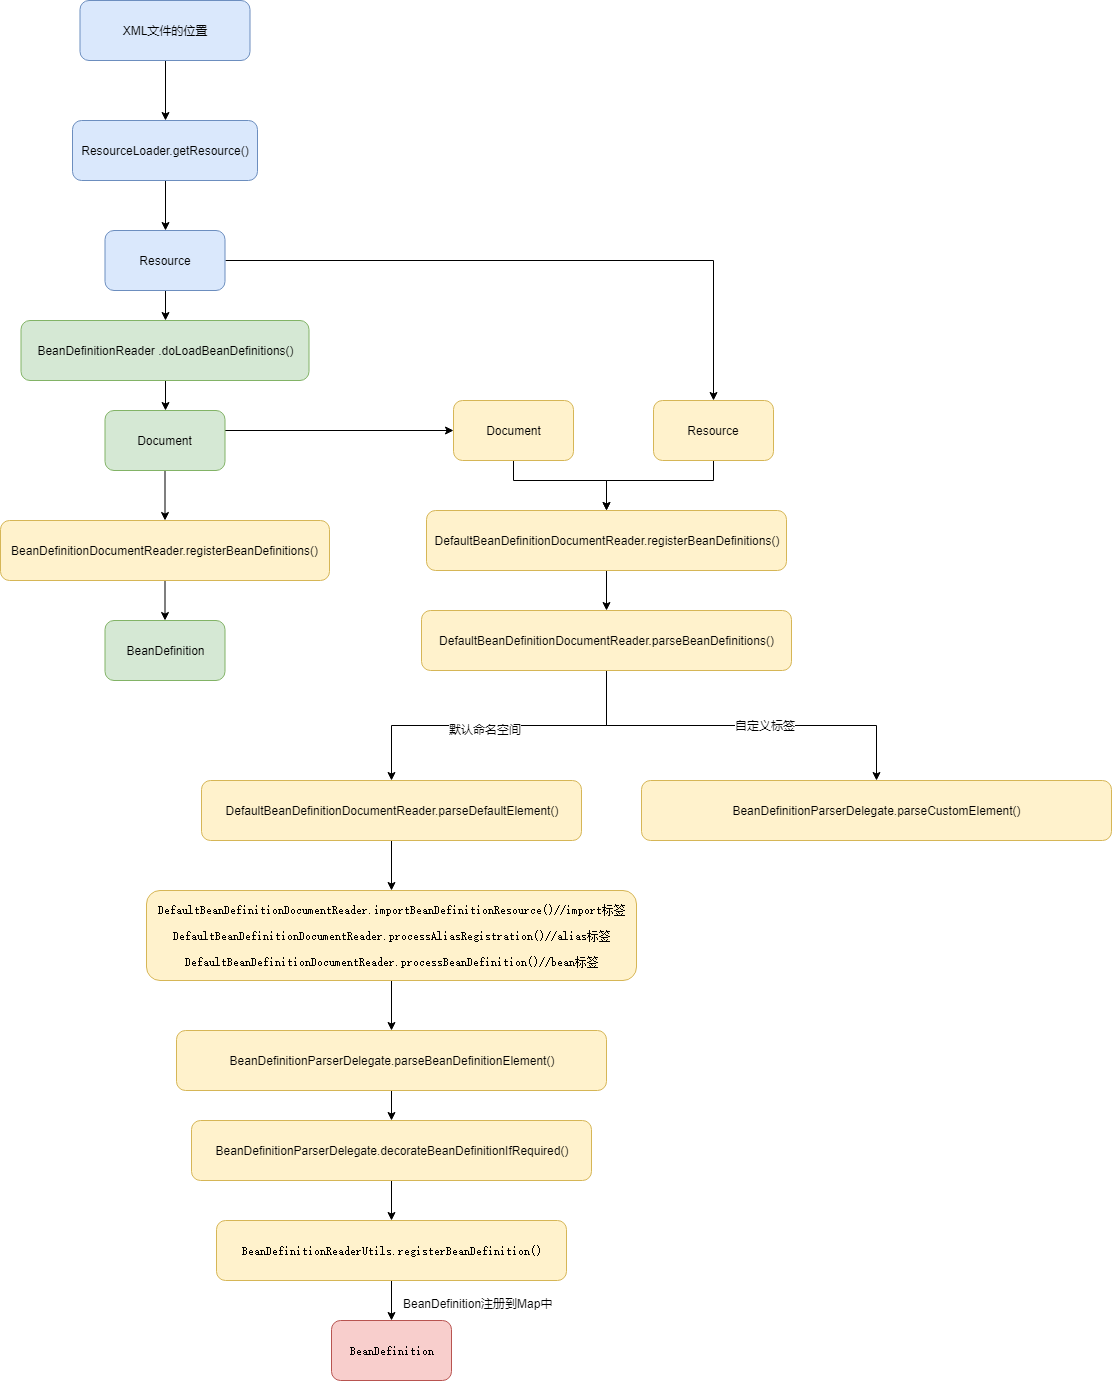 XML文件的位置
ResourceLoader.getResource()
Resource
BeanDefinitionReader .doLoadBeanDefinitions()
Document
Document
Resource
BeanDefinitionDocumentReader.registerBeanDefinitions()
DefaultBeanDefinitionDocumentReader.registerBeanDefinitions()
BeanDefinition
DefaultBeanDefinitionDocumentReader.parseBeanDefinitions()
默认命名空间
自定义标签
DefaultBeanDefinitionDocumentReader.parseDefaultElement()
BeanDefinitionParserDelegate.parseCustomElement()
DefaultBeanDefinitionDocumentReader.importBeanDefinitionResource()//import标签
DefaultBeanDefinitionDocumentReader.processAliasRegistration()//alias标签
DefaultBeanDefinitionDocumentReader.processBeanDefinition()//bean标签
BeanDefinitionParserDelegate.parseBeanDefinitionElement()
BeanDefinitionParserDelegate.decorateBeanDefinitionIfRequired()
BeanDefinitionReaderUtils.registerBeanDefinition()
BeanDefinition注册到Map中
BeanDefinition